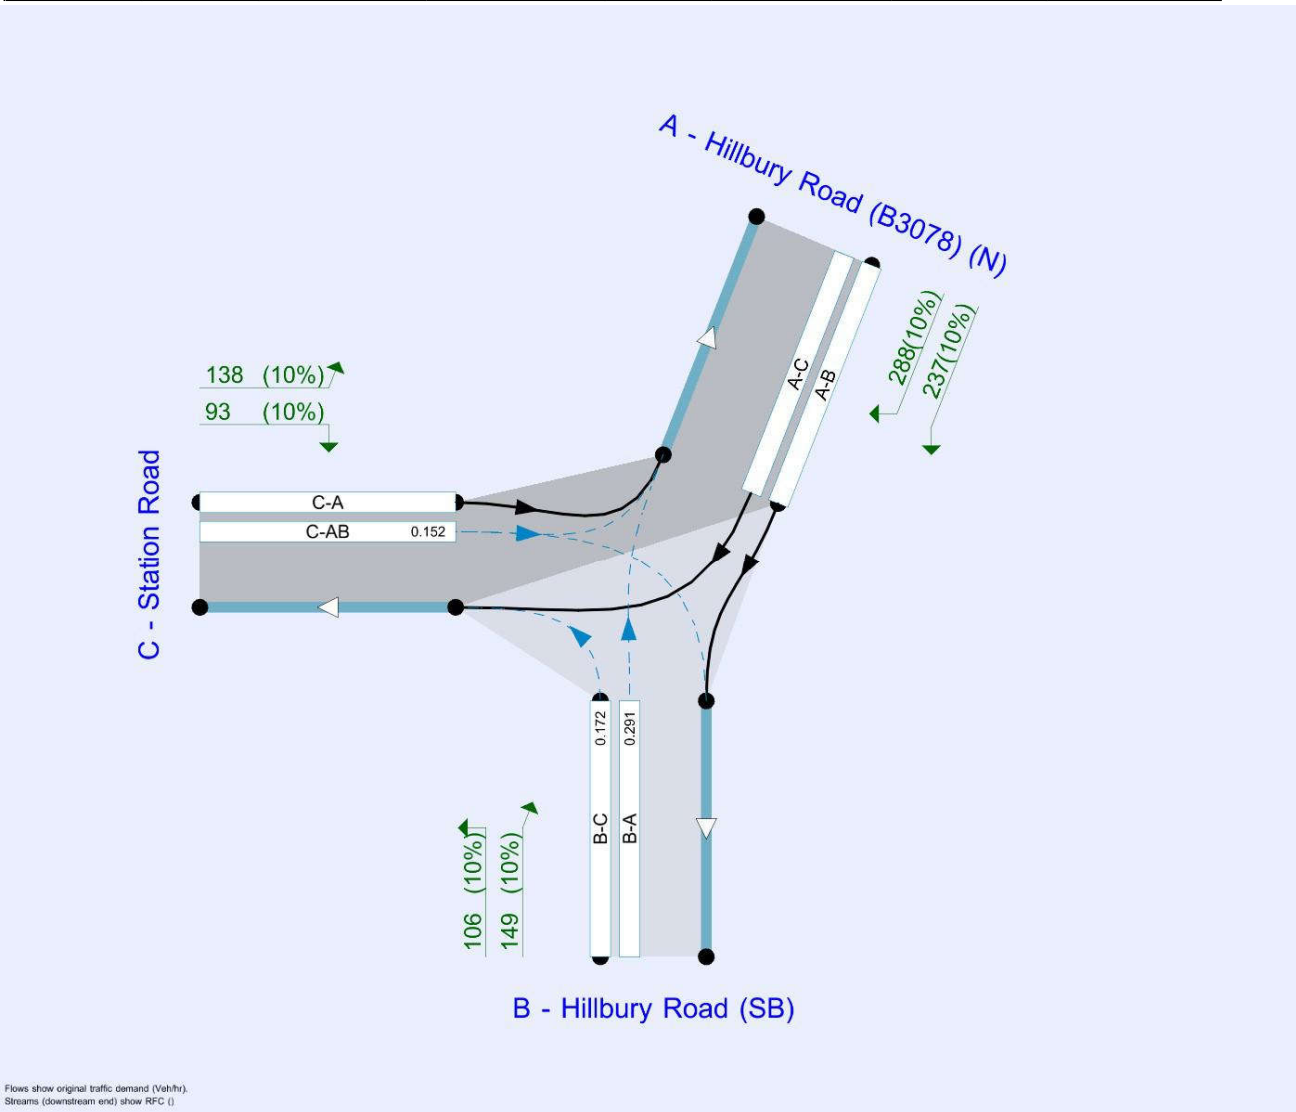 A - Hillbury Road (B3078) (N)
288(10%)
237(10%)
A-C
A-B
138 (10%)
93 (10%)
C - Station Road
C-A
C-AB 0.152
0.172
0.291
B-C
B-A
106 (10%)
149 (10%)
B - Hillbury Road (SB)
Flows show original traffic demand (Veh/hr).
Streams (downstream end) show RFC ()